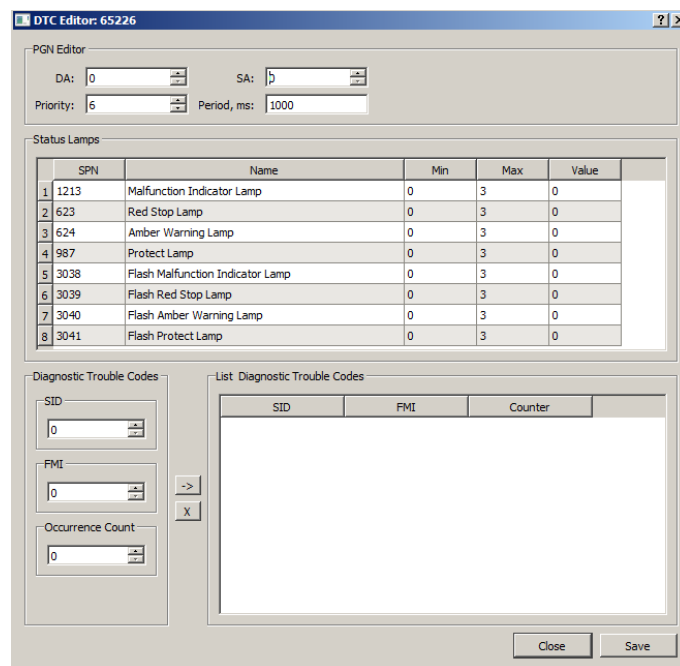 DTC Editor: 65226
PGN Editor
DA: 0 SA: 0
Priority: 6 Period, ms: 1000
Status Lamps
SPN Name Min Max Value
1 1213 Malfunction Indicator Lamp 0 3 0
2 623 Red Stop Lamp 0 3 0
3 624 Amber Warning Lamp 0 3 0
4 987 Protect Lamp 0 3 0
5 3038 Flash Malfunction Indicator Lamp 0 3 0
6 3039 Flash Red Stop Lamp 0 3 0
7 3040 Flash Amber Warning Lamp 0 3 0
8 3041 Flash Protect Lamp 0 3 0
Diagnostic Trouble Codes
SID
0
FMI
0
Occurrence Count
0
->
X
List Diagnostic Trouble Codes
SID FMI Counter
Close Save